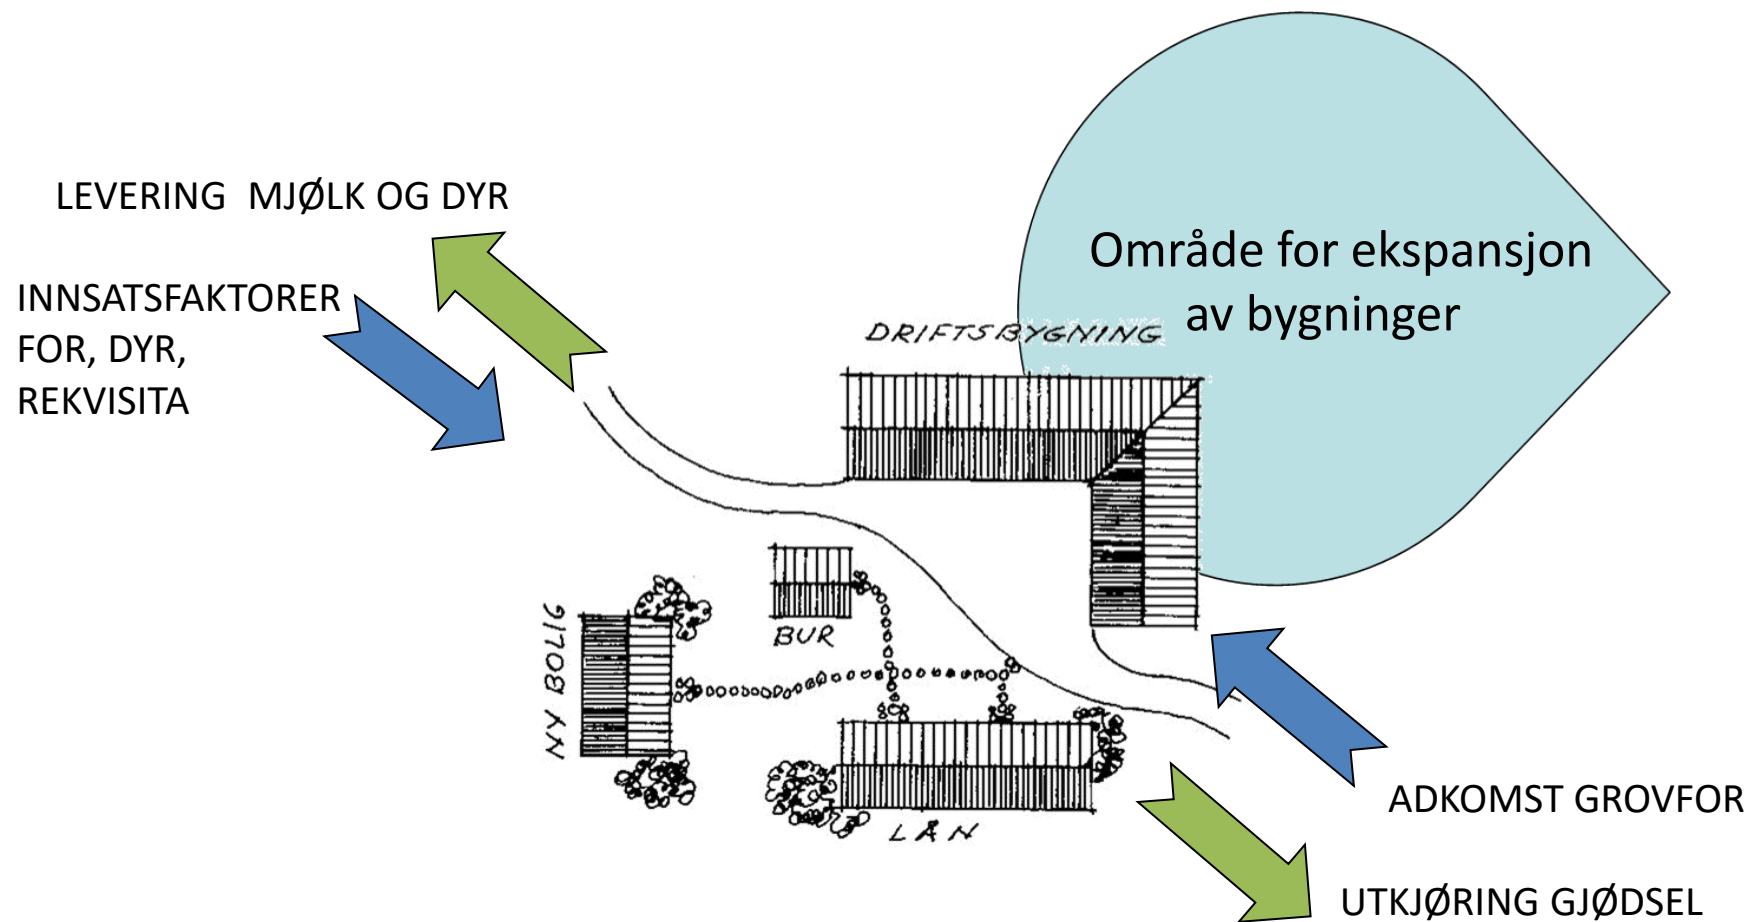 LEVERING MJØLK OG DYR
INNSATSFAKTORER
FOR, DYR,
REKVISITA
Område for ekspansjon
av bygninger
DRIFTSBYGNING
BUR
NY BOLIG
LÅN
ADKOMST GROVFOR
UTKJØRING GJØDSEL